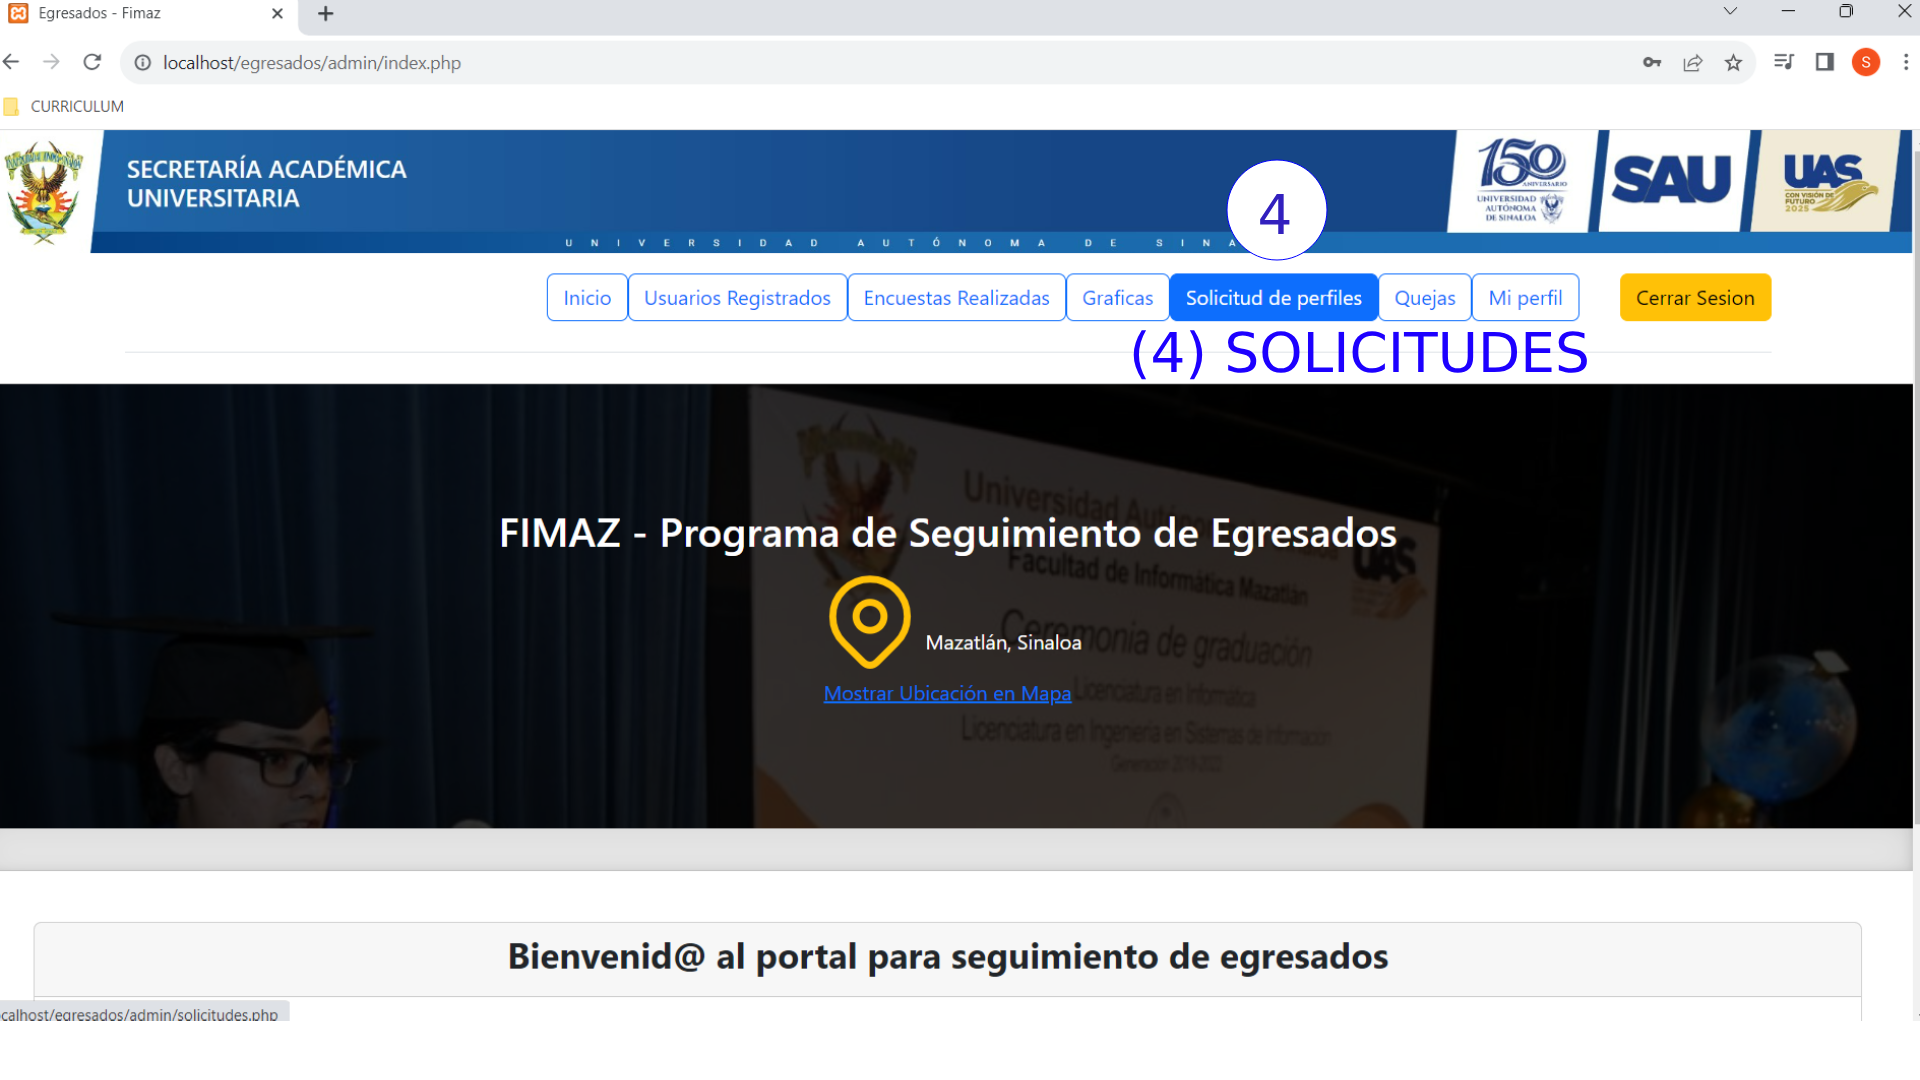 Egresados - Fimaz
localhost/egresados/admin/index.php
S
CURRICULUM
SECRETARÍA ACADÉMICA
UNIVERSITARIA
150
ANIVERSARIO
UNIVERSIDAD
AUTÓNOMA
DE SINALOA
SAU
UAS
CON VISIÓN DE
FUTURO
2025
UNIVERSIDAD AUTÓNOMA DE SINA
4
Inicio
Usuarios Registrados
Encuestas Realizadas
Graficas
Solicitud de perfiles
Quejas
Mi perfil
Cerrar Sesion
(4) SOLICITUDES
FIMAZ - Programa de Seguimiento de Egresados
Facultad de Informática Mazatlán
UAS
Mazatlán, Sinaloa
Ceremonia de graduación
Mostrar Ubicación en Mapa
Licenciatura en Informática
Licenciatura en Ingeniería en Sistemas de Información
Bienvenid@ al portal para seguimiento de egresados
calhost/egresados/admin/solicitudes.php